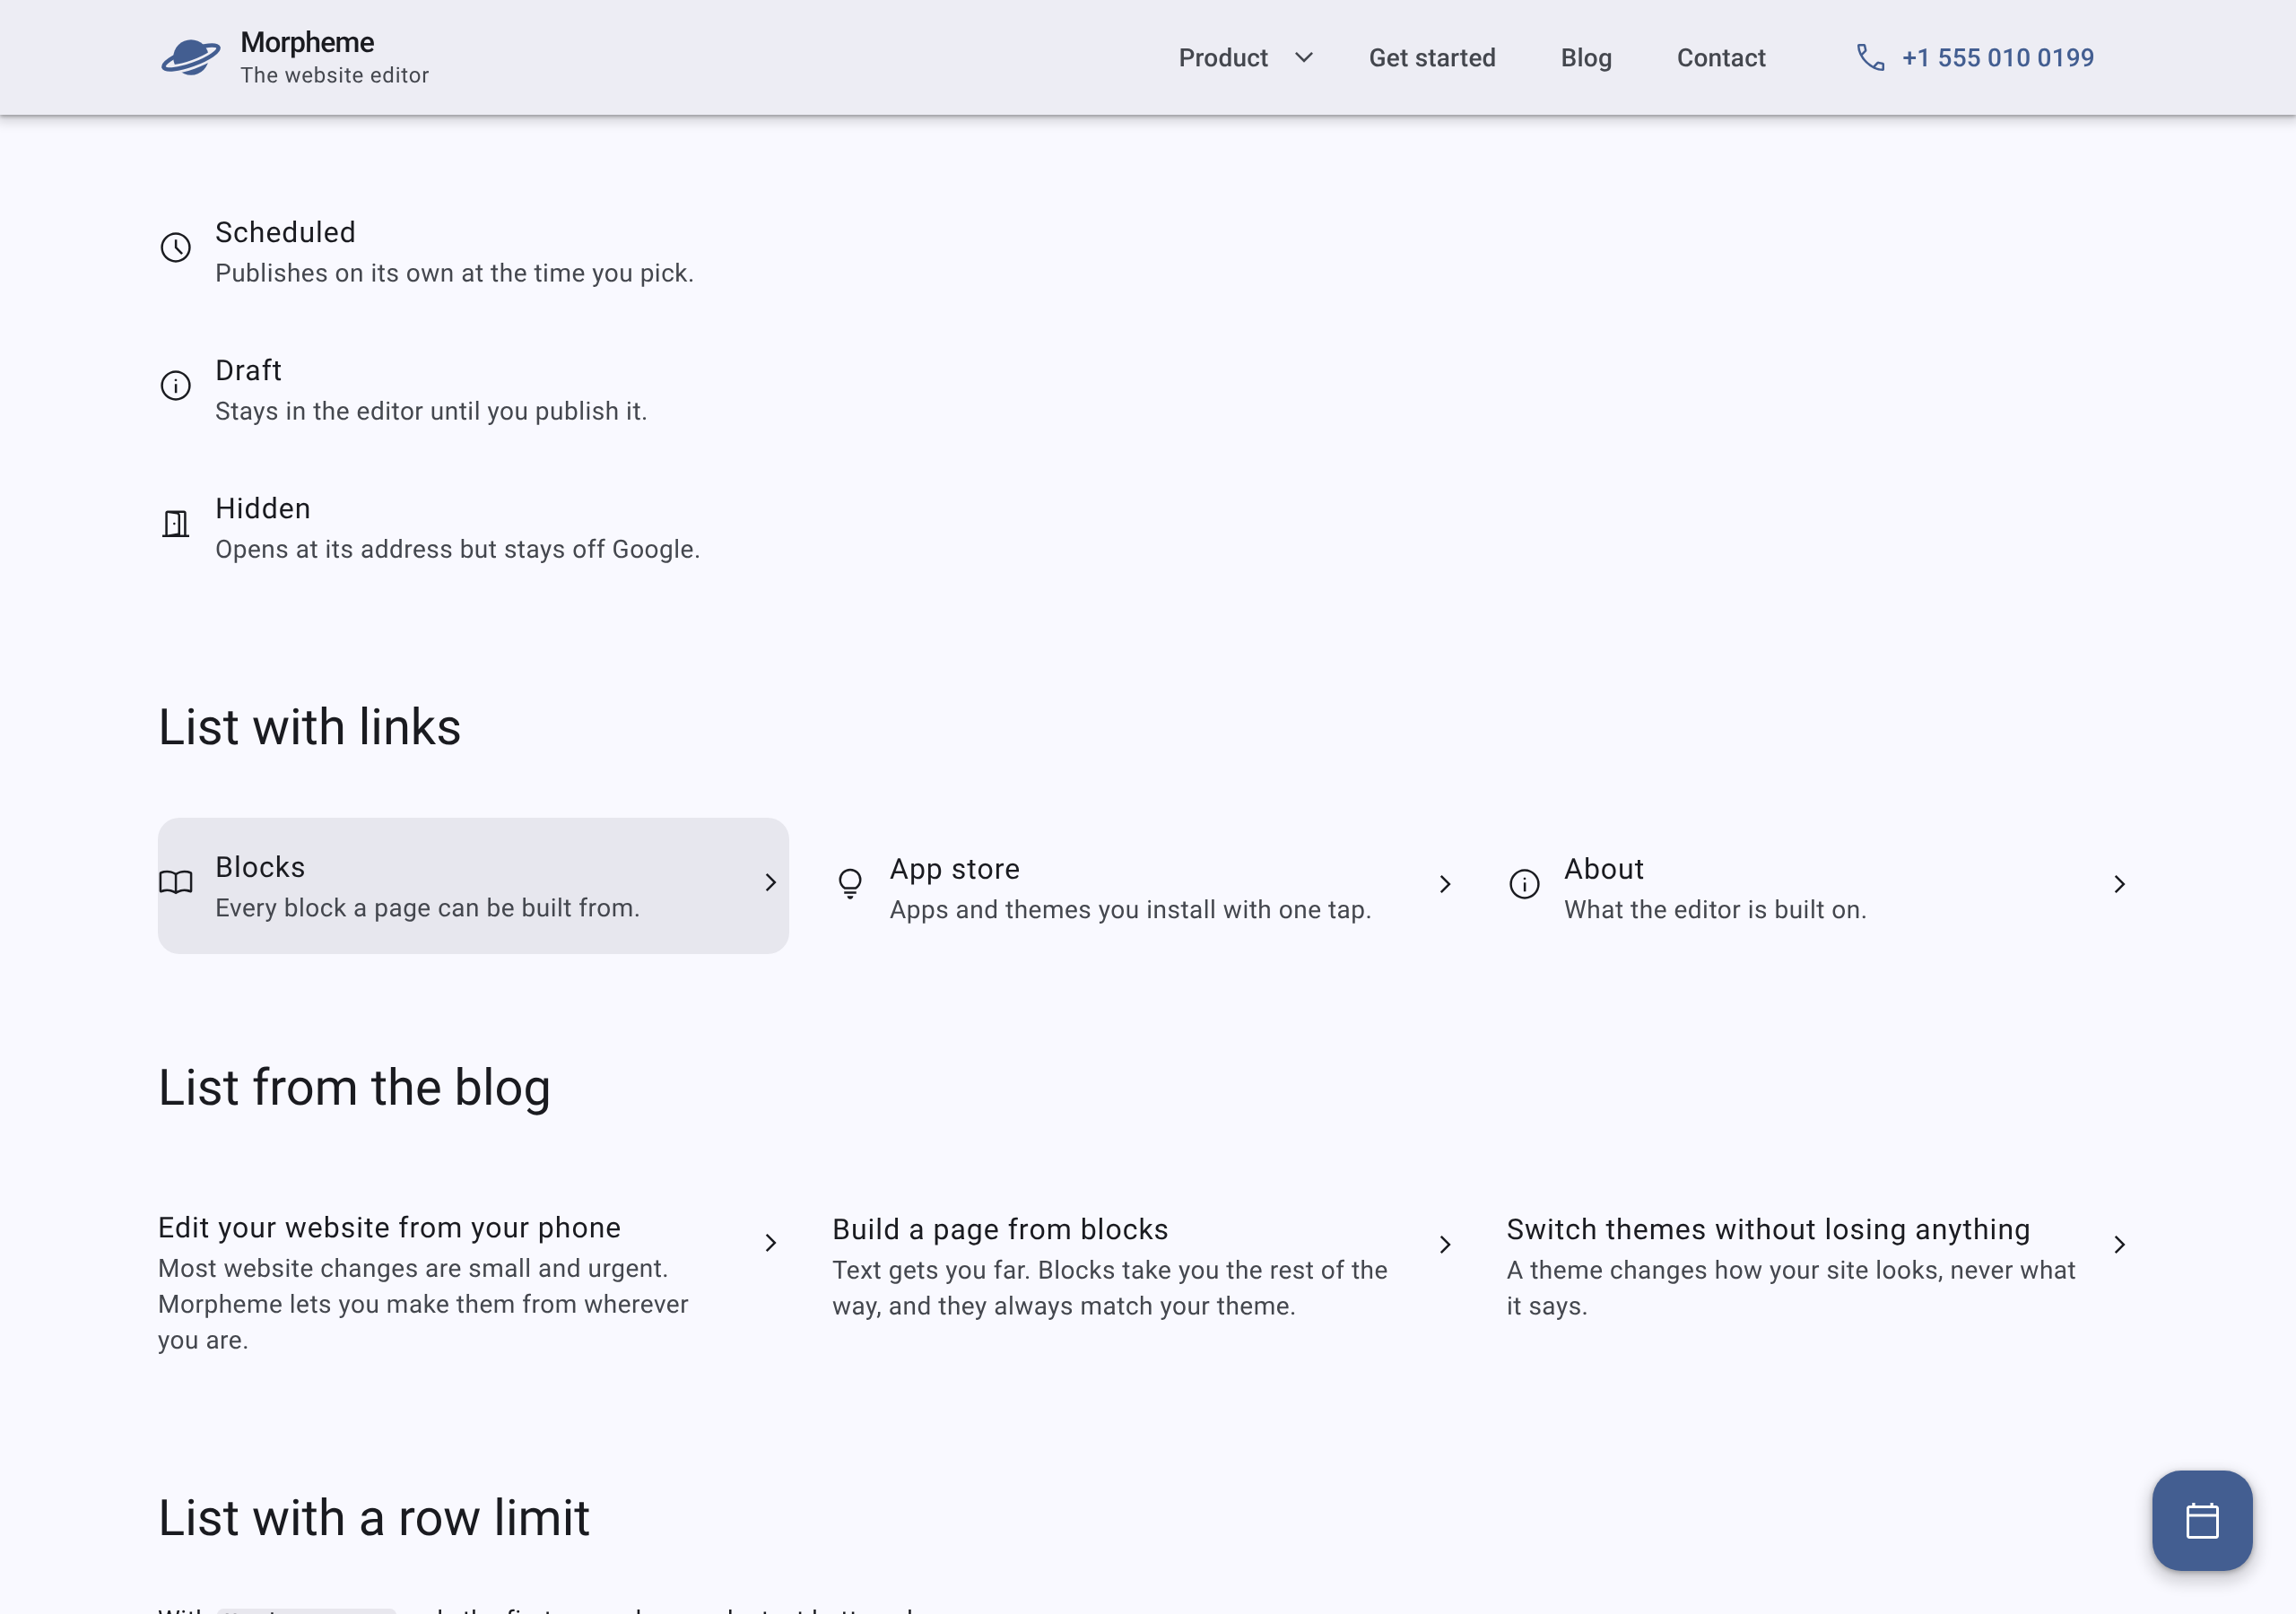 Morpheme
The website editor
Product
Get started
Blog
Contact
+1 555 010 0199
Scheduled
Publishes on its own at the time you pick.
Draft
Stays in the editor until you publish it.
Hidden
Opens at its address but stays off Google.
List with links
Blocks
Every block a page can be built from.
App store
Apps and themes you install with one tap.
About
What the editor is built on.
List from the blog
Edit your website from your phone
Most website changes are small and urgent.
Morpheme lets you make them from wherever
you are.
Build a page from blocks
Text gets you far. Blocks take you the rest of the
way, and they always match your theme.
Switch themes without losing anything
A theme changes how your site looks, never what
it says.
List with a row limit